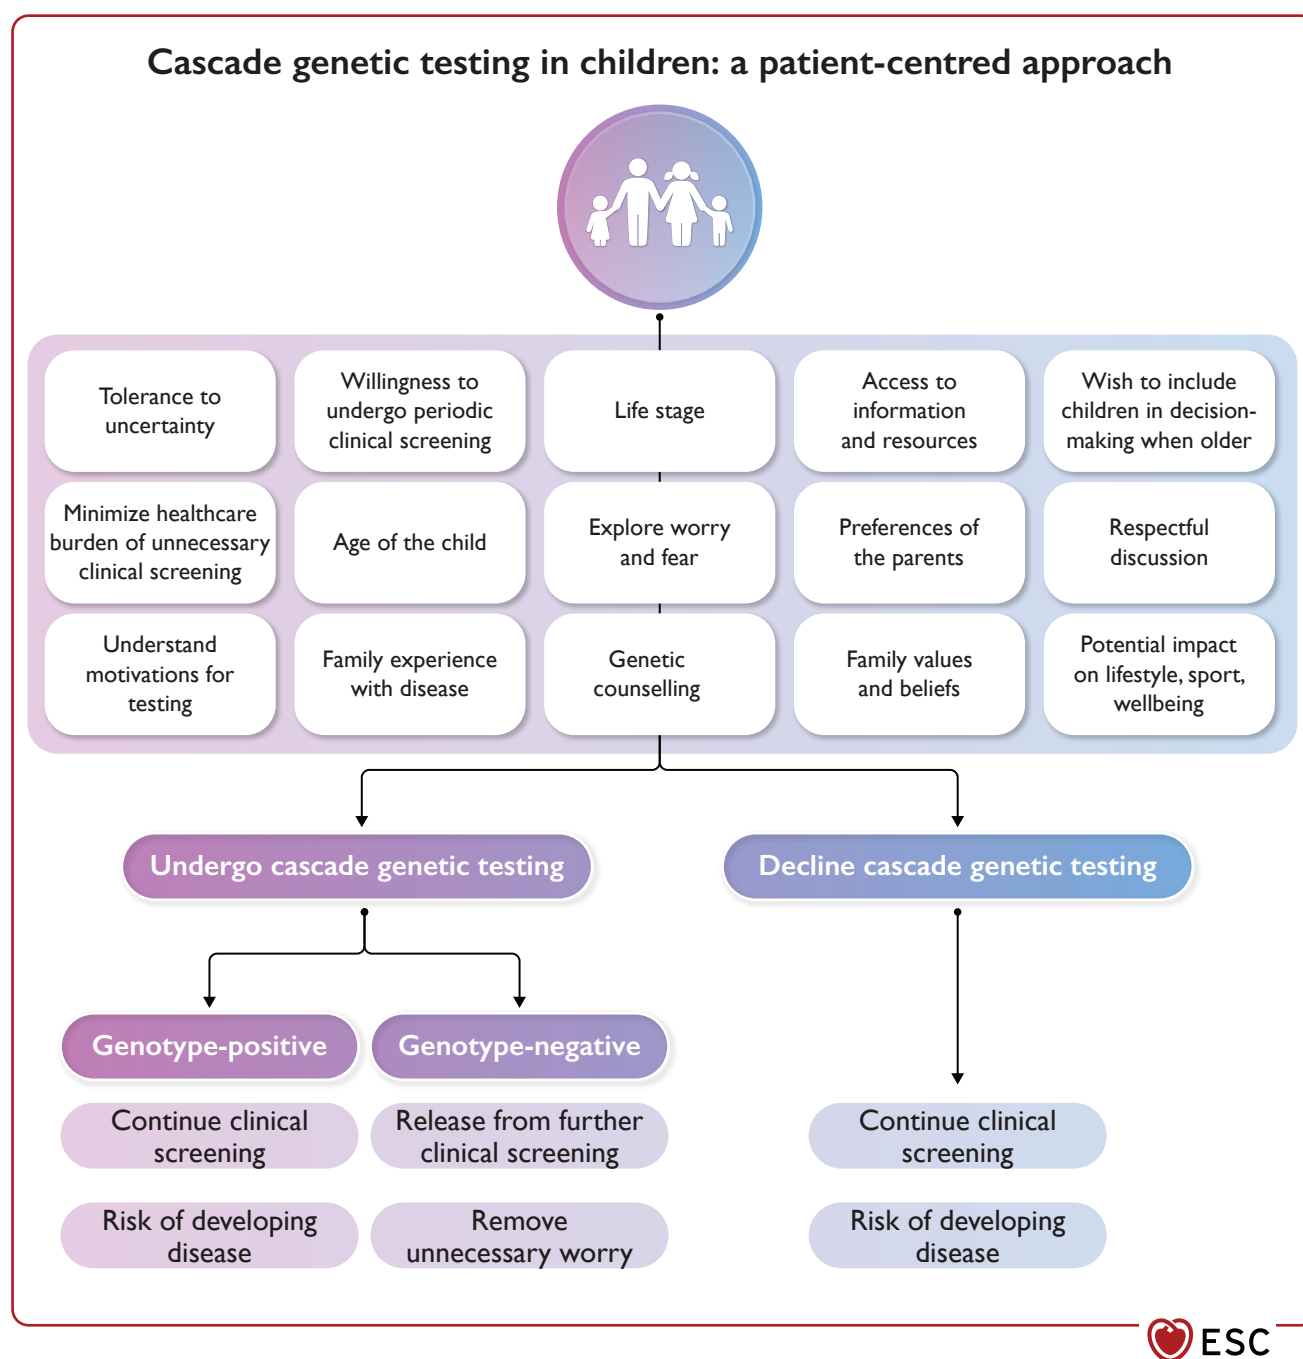 Cascade genetic testing in children: a patient-centred approach
Tolerance to
uncertainty
Willingness to
undergo periodic
clinical screening
Life stage
Access to
information
and resources
Wish to include
children in decision-
making when older
Minimize healthcare
burden of unnecessary
clinical screening
Age of the child
Explore worry
and fear
Preferences of
the parents
Respectful
discussion
Understand
motivations for
testing
Family experience
with disease
Genetic
counselling
Family values
and beliefs
Potential impact
on lifestyle, sport,
wellbeing
Undergo cascade genetic testing
Decline cascade genetic testing
Genotype-positive
Genotype-negative
Continue clinical
screening
Release from further
clinical screening
Continue clinical
screening
Risk of developing
disease
Remove
unnecessary worry
Risk of developing
disease
ESC